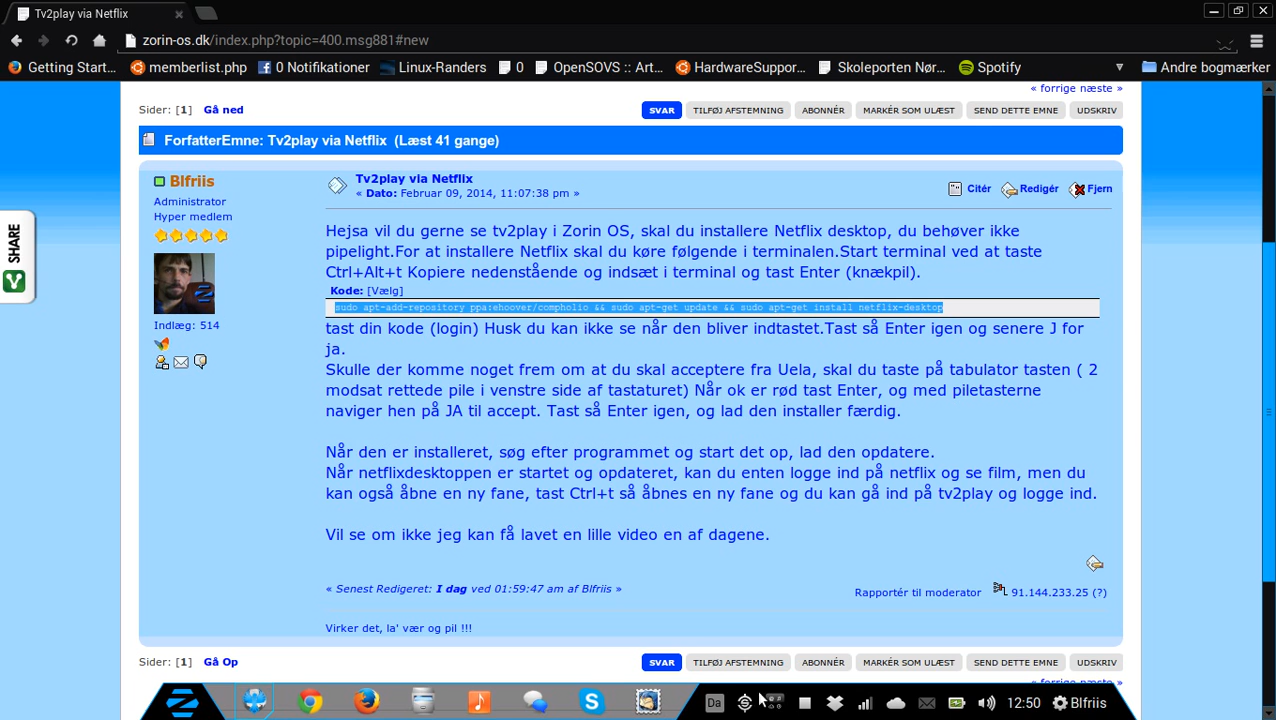 Tv2play via Netflix
zorin-os.dk/index.php?topic=400.msg881#new
Getting Start... memberlist.php 0 Notifikationer Linux-Randers 0 OpenSOVS :: Art... HardwareSuppor... Skoleporten Nør... Spotify Andre bogmærker
« forrige næste »
Sider: [1] Gå ned SVAR TILFØJ AFSTEMNING ABONNÉR MARKÉR SOM ULÆST SEND DETTE EMNE UDSKRIV
ForfatterEmne: Tv2play via Netflix (Læst 41 gange)
SHARE
Blfriis
Administrator
Hyper medlem
Indlæg: 514
Tv2play via Netflix
« Dato: Februar 09, 2014, 11:07:38 pm »
Citér Redigér Fjern
Hejsa vil du gerne se tv2play i Zorin OS, skal du installere Netflix desktop, du behøver ikke
pipelight.For at installere Netflix skal du køre følgende i terminalen.Start terminal ved at taste
Ctrl+Alt+t Kopiere nedenstående og indsæt i terminal og tast Enter (knækpil).
Kode: [Vælg]
sudo apt-add-repository ppa:ehoover/compholio && sudo apt-get update && sudo apt-get install netflix-desktop
tast din kode (login) Husk du kan ikke se når den bliver indtastet.Tast så Enter igen og senere J for
ja.
Skulle der komme noget frem om at du skal acceptere fra Uela, skal du taste på tabulator tasten ( 2
modsat rettede pile i venstre side af tastaturet) Når ok er rød tast Enter, og med piletasterne
naviger hen på JA til accept. Tast så Enter igen, og lad den installer færdig.
Når den er installeret, søg efter programmet og start det op, lad den opdatere.
Når netflixdesktoppen er startet og opdateret, kan du enten logge ind på netflix og se film, men du
kan også åbne en ny fane, tast Ctrl+t så åbnes en ny fane og du kan gå ind på tv2play og logge ind.
Vil se om ikke jeg kan få lavet en lille video en af dagene.
« Senest Redigeret: I dag ved 01:59:47 am af Blfriis »
Rapportér til moderator 91.144.233.25 (?)
Virker det, la' vær og pil !!!
Sider: [1] Gå Op SVAR TILFØJ AFSTEMNING ABONNÉR MARKÉR SOM ULÆST SEND DETTE EMNE UDSKRIV
« forrige næste »
Da 12:50 Blfriis